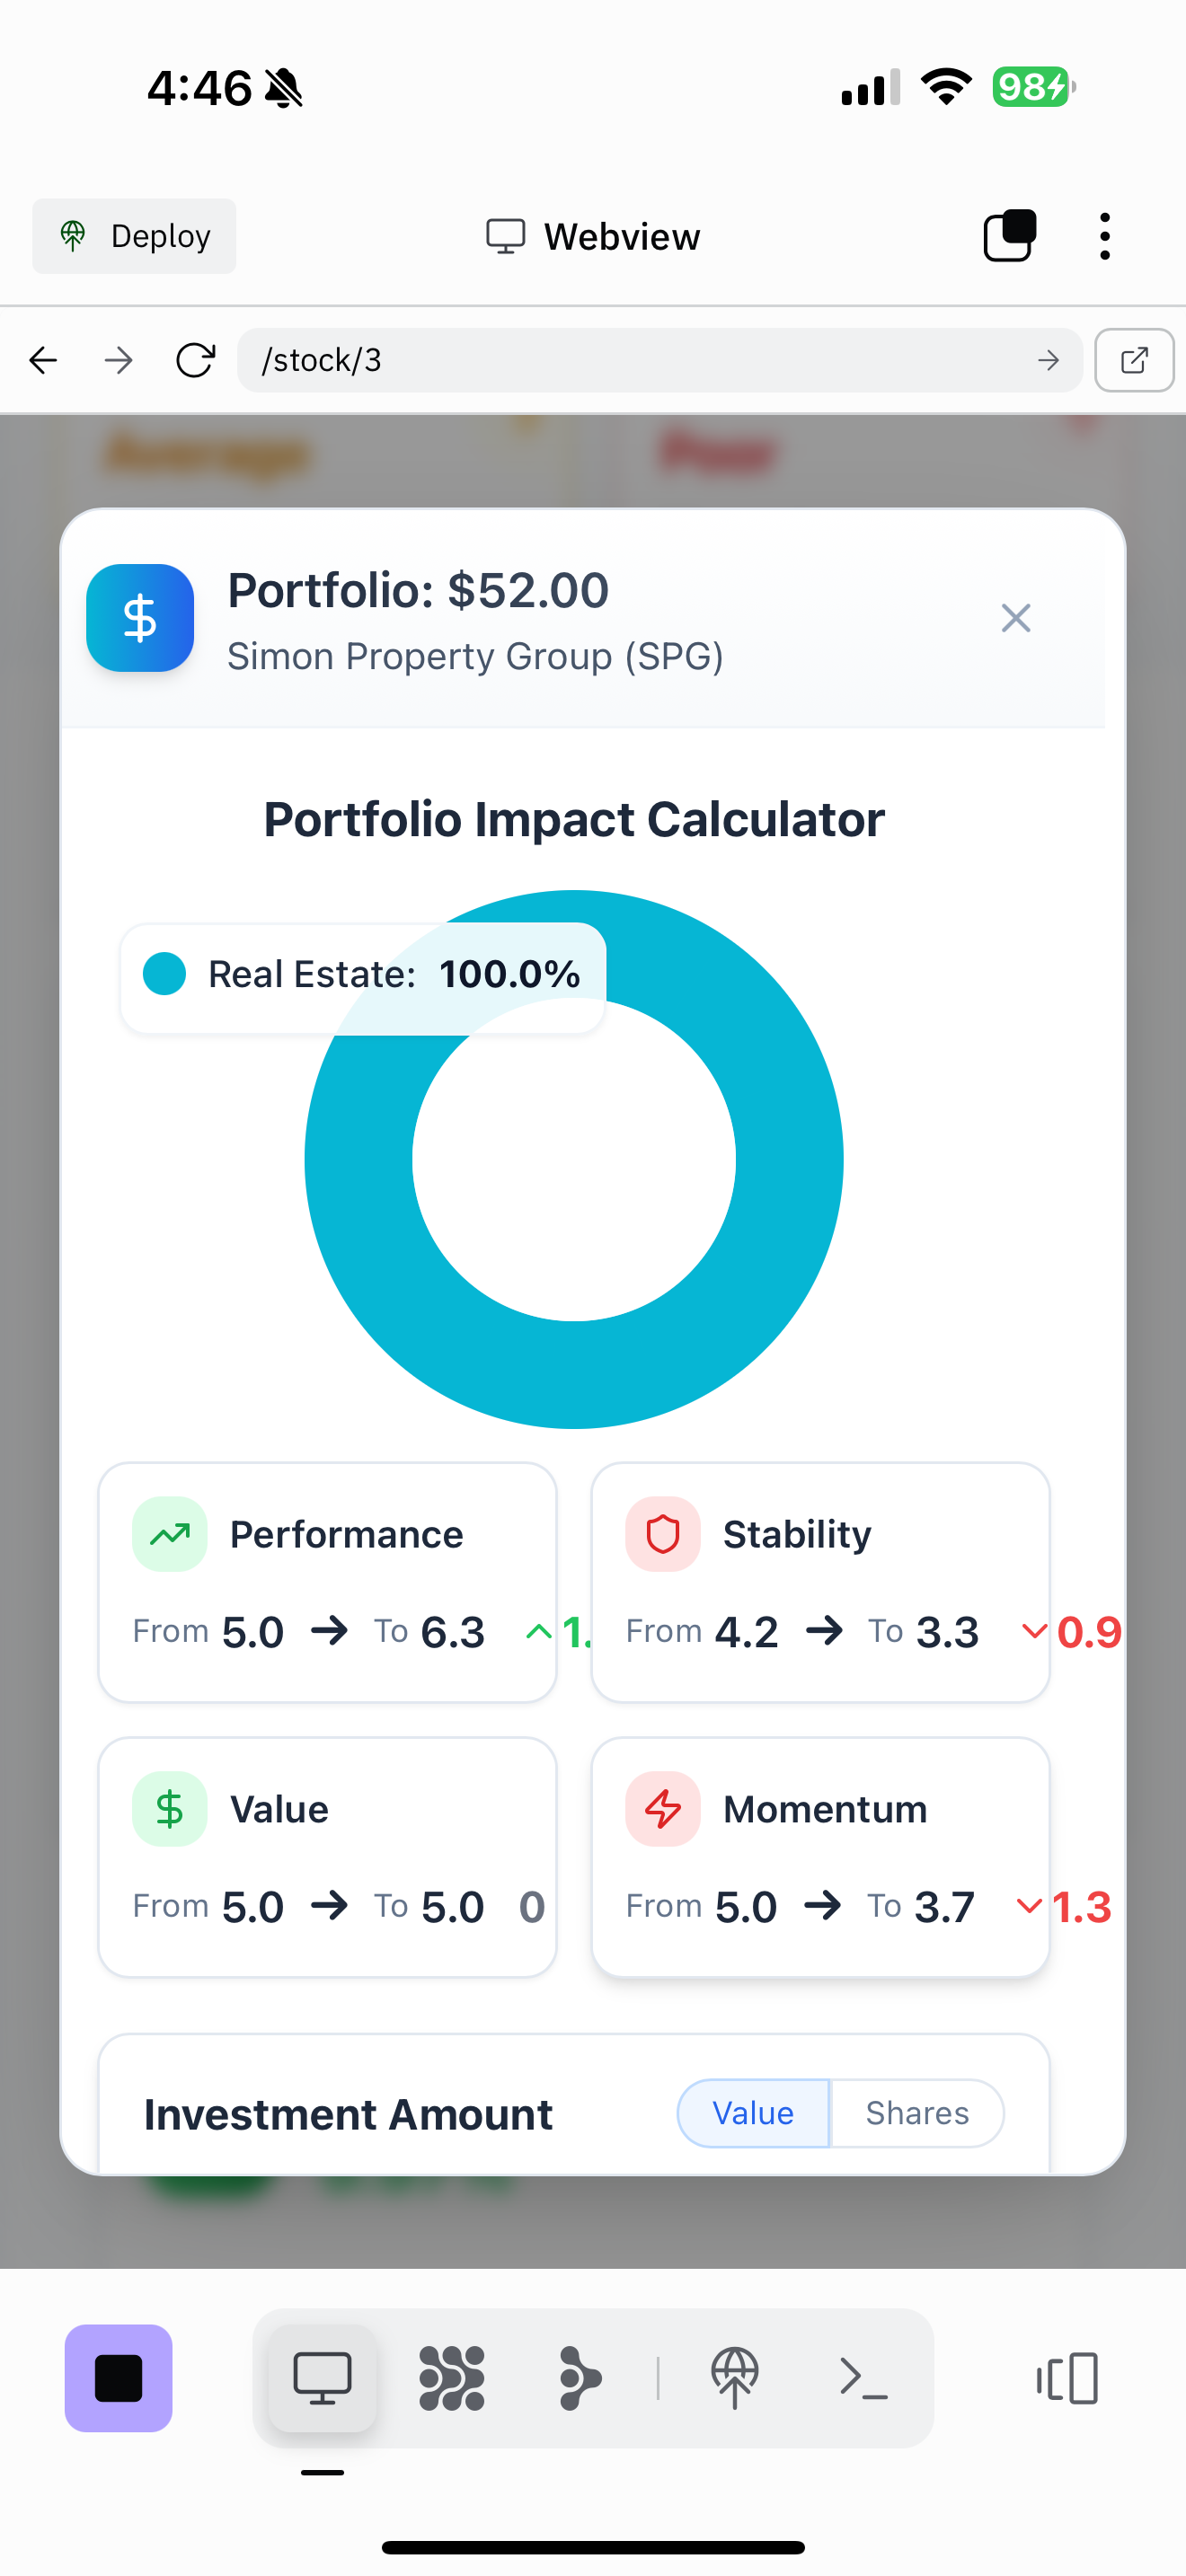 4:46
98
Deploy
Webview
/stock/3
Average
Poor
Portfolio: $52.00
Simon Property Group (SPG)
Portfolio Impact Calculator
Real Estate: 100.0%
Performance
From 5.0 → To 6.3 1.
Stability
From 4.2 → To 3.3 0.9
Value
From 5.0 → To 5.0 0
Momentum
From 5.0 → To 3.7 1.3
Investment Amount
Value
Shares